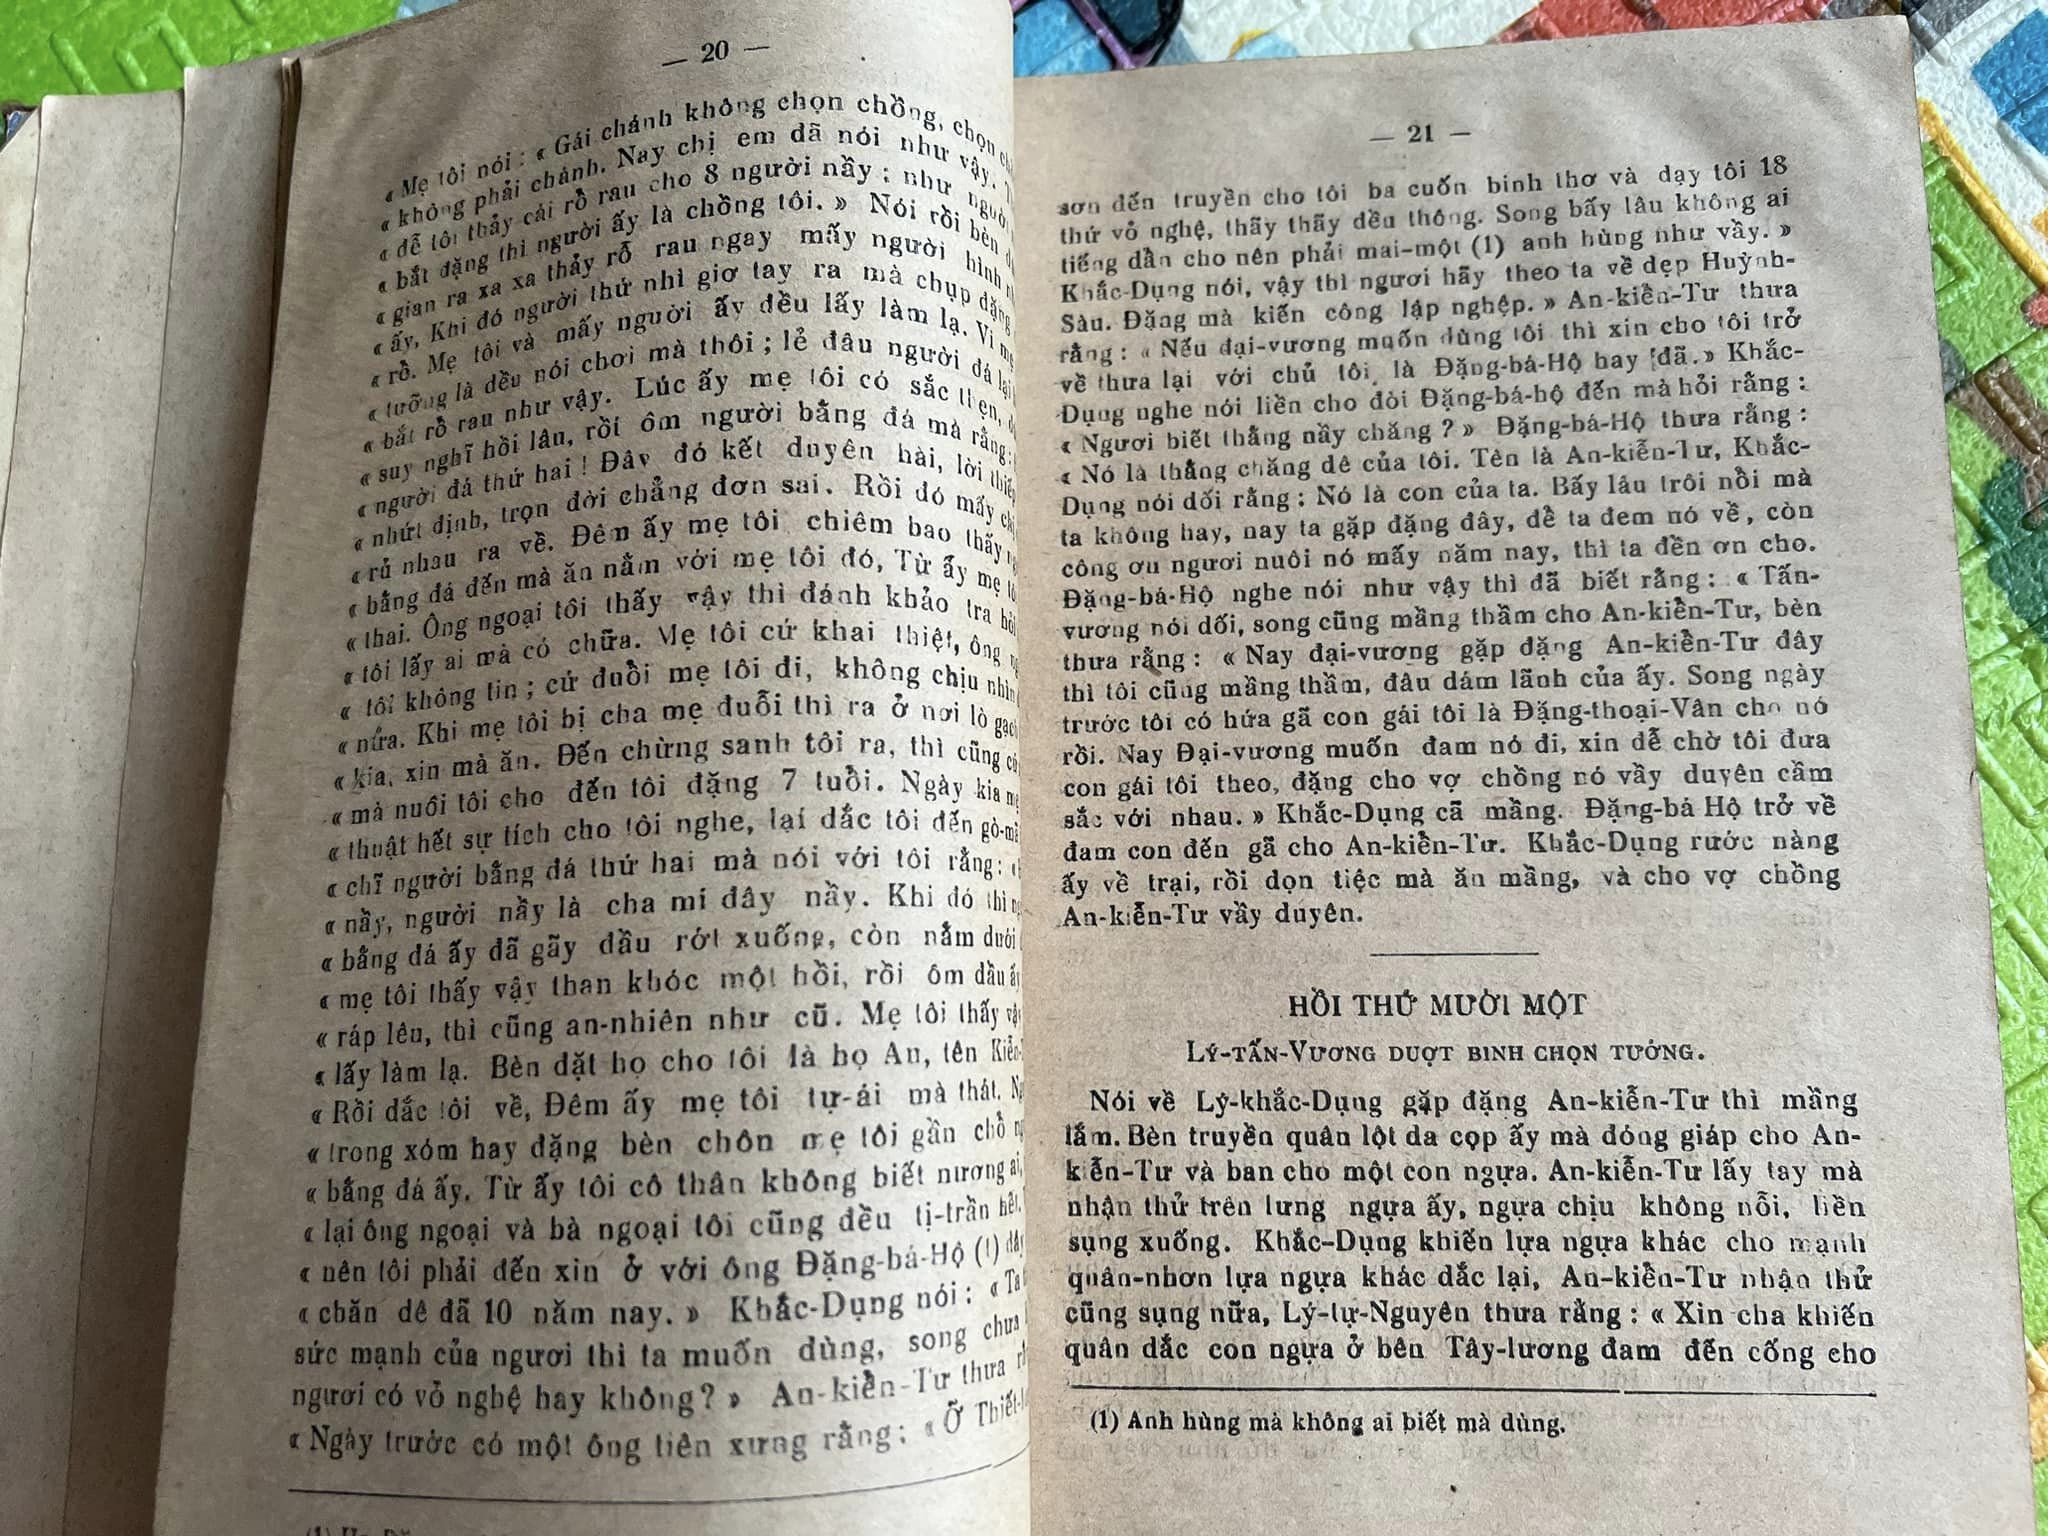 — 20 —
« Mẹ tôi nói : « Gái chánh không chọn chồng, chọn
« không phải chánh. Nay chị em đã nói như vậy.
« để tôi thảy cái rỗ rau cho 8 người nầy ; như người
« bắt đặng thì người ấy là chồng tôi. » Nói rồi bèn
« gian ra xa xa thảy rỗ rau ngay mấy người hình
« ấy, Khi đó người thứ nhì giơ tay ra mà chụp đặng
« rỗ. Mẹ tôi và mấy người ấy đều lấy làm lạ. Vì
« tưởng là đều nói chơi mà thôi ; lẻ đâu người đá lại
« bắt rỗ rau như vậy. Lúc ấy mẹ tôi có sắc thẹn,
« suy nghĩ hồi lâu, rồi ôm người bằng đá mà rằng :
« người đá thứ hai ! Đây đó kết duyên hài, lời thiếp
« nhứt định, trọn đời chẳng đơn sai. Rồi đó mấy
« rủ nhau ra về. Đêm ấy mẹ tôi chiêm bao thấy
« bằng đá đến mà ăn nằm với mẹ tôi đó, Từ ấy mẹ
« thai. Ông ngoại tôi thấy vậy thì đánh khảo tra hỏi
« tôi lấy ai mà có chữa. Mẹ tôi cứ khai thiệt, ông
« tôi không tin ; cứ đuổi mẹ tôi đi, không chịu nhìn
« nữa. Khi mẹ tôi bị cha mẹ đuổi thì ra ở nơi lò gạch
« kia, xin mà ăn. Đến chừng sanh tôi ra, thì cũng
« mà nuôi tôi cho đến tôi đặng 7 tuổi. Ngày kia
« thuật hết sự tích cho tôi nghe, lại dắc tôi đến
« chĩ người bằng đá thứ hai mà nói với tôi rằng :
« nầy, người nầy là cha mi đây nầy. Khi đó thì
« bằng đá ấy đã gãy đầu rớt xuống, còn nằm dưới
« mẹ tôi thấy vậy than khóc một hồi, rồi ôm đầu ấy
« ráp lên, thì cũng an-nhiên như cũ. Mẹ tôi thấy vậy
« lấy làm lạ. Bèn đặt họ cho tôi là họ An, tên
« Rồi dắc tôi về, Đêm ấy mẹ tôi tự-ái mà thát.
« trong xóm hay đặng bèn chôn mẹ tôi gần chỗ
« bằng đá ấy. Từ ấy tôi cô thân không biết nương ai,
« lại ông ngoại và bà ngoại tôi cũng đều tị-trần hết.
« nên tôi phải đến xin ở với ông Đặng-bá-Hộ (1) đây
« chăn dê đã 10 năm nay. » Khắc-Dụng nói : « Ta
sức mạnh của ngươi thì ta muốn dùng, song chưa
ngươi có vỏ nghệ hay không ? » An-kiễn-Tư thưa
« Ngày trước có một ông tiên xưng rằng : « Ở
— 21 —
sơn đến truyền cho tôi ba cuốn binh thơ và dạy tôi 18
thứ vỏ nghệ, thãy thãy đều thông. Song bấy lâu không ai
tiếng dẫn cho nên phải mai-một (1) anh hùng như vầy. »
Khắc-Dụng nói, vậy thì ngươi hãy theo ta về dẹp Huỳnh-
Sàu. Đặng mà kiến công lập nghệp. » An-kiễn-Tư thưa
rằng : « Nếu đại-vương muốn dùng tôi thì xin cho tôi trở
về thưa lại với chủ tôi là Đặng-bá-Hộ hay đã. » Khắc-
Dụng nghe nói liền cho đòi Đặng-bá-hộ đến mà hỏi rằng :
« Ngươi biết thằng nầy chăng ? » Đặng-bá-Hộ thưa rằng :
« Nó là thằng chăng dê của tôi. Tên là An-kiễn-Tư, Khắc-
Dụng nói dối rằng : Nó là con của ta. Bấy lâu trôi nổi mà
ta không hay, nay ta gặp đặng đây, để ta đem nó về, còn
công ơn ngươi nuôi nó mấy năm nay, thì ta đền ơn cho.
Đặng-bá-Hộ nghe nói như vậy thì đã biết rằng : « Tấn-
vương nói dối, song cũng mầng thầm cho An-kiễn-Tư, bèn
thưa rằng : « Nay đại-vương gặp đặng An-kiễn-Tư đây
thì tôi cũng mầng thầm, đâu dám lãnh của ấy. Song ngày
trước tôi có hứa gã con gái tôi là Đặng-thoại-Vân cho nó
rồi. Nay Đại-vương muốn đam nó đi, xin để chờ tôi đưa
con gái tôi theo, đặng cho vợ chồng nó vầy duyên cầm
sắc với nhau. » Khắc-Dụng cã mầng. Đặng-bá Hộ trở về
đam con đến gã cho An-kiễn-Tư. Khắc-Dụng rước nàng
ấy về trại, rồi dọn tiệc mà ăn mầng, và cho vợ chồng
An-kiễn-Tư vầy duyên.
HỒI THỨ MƯỜI MỘT
LÝ-TẤN-VƯƠNG DUỢT BINH CHỌN TƯỚNG.
Nói về Lý-khắc-Dụng gặp đặng An-kiễn-Tư thì mầng
lắm. Bèn truyền quân lột da cọp ấy mà đóng giáp cho An-
kiễn-Tư và ban cho một con ngựa. An-kiễn-Tư lấy tay mà
nhận thử trên lưng ngựa ấy, ngựa chịu không nỗi, liền
sụng xuống. Khắc-Dụng khiến lựa ngựa khác cho mạnh
quân-nhơn lựa ngựa khác dắc lại, An-kiễn-Tư nhận thử
cũng sụng nữa, Lý-tự-Nguyên thưa rằng : « Xin cha khiến
quân dắc con ngựa ở bên Tây-lương đam đến cống cho
(1) Anh hùng mà không ai biết mà dùng.